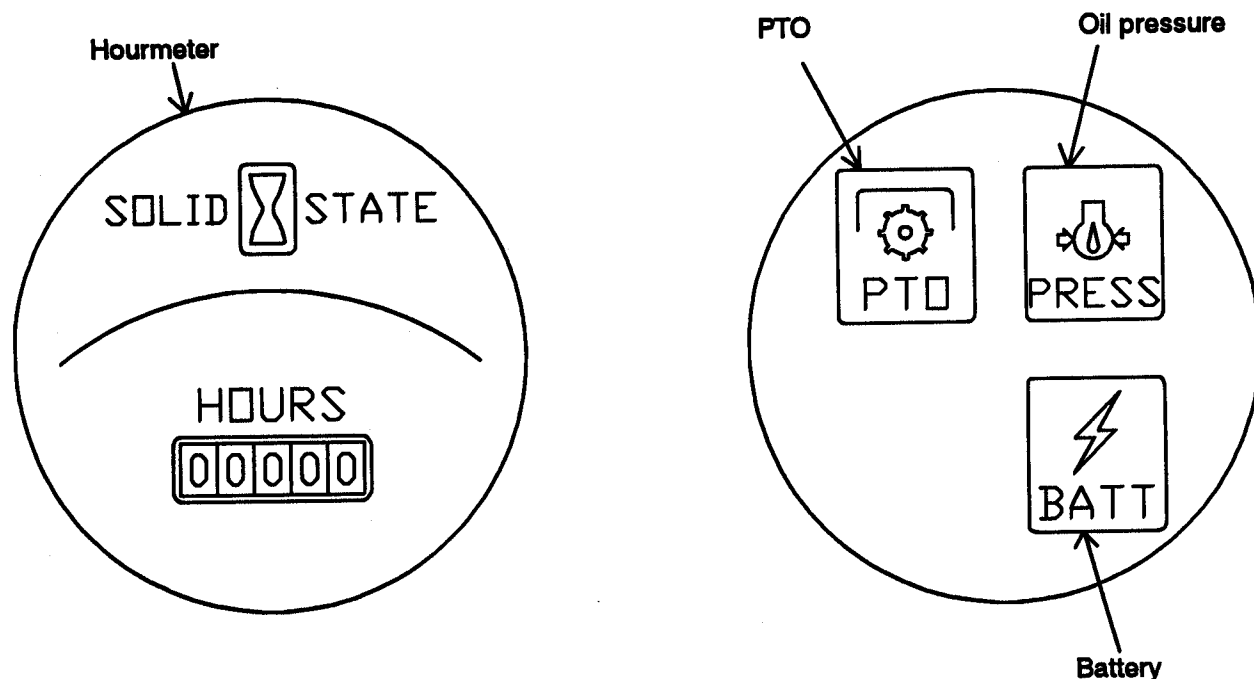 Hourmeter
SOLID STATE
HOURS
00000
PTO
Oil pressure
PTO
PRESS
BATT
Battery